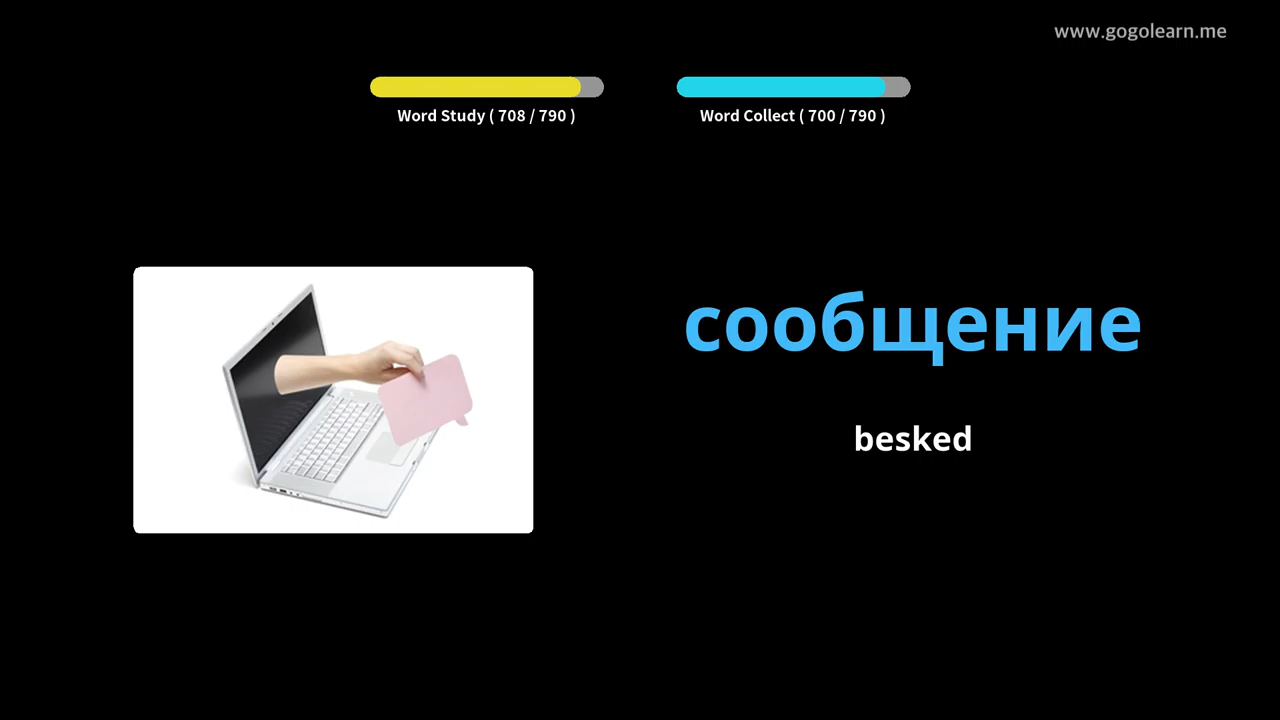 www.gogolearn.me
Word Study ( 708 / 790 )
Word Collect ( 700 / 790 )
сообщение
besked